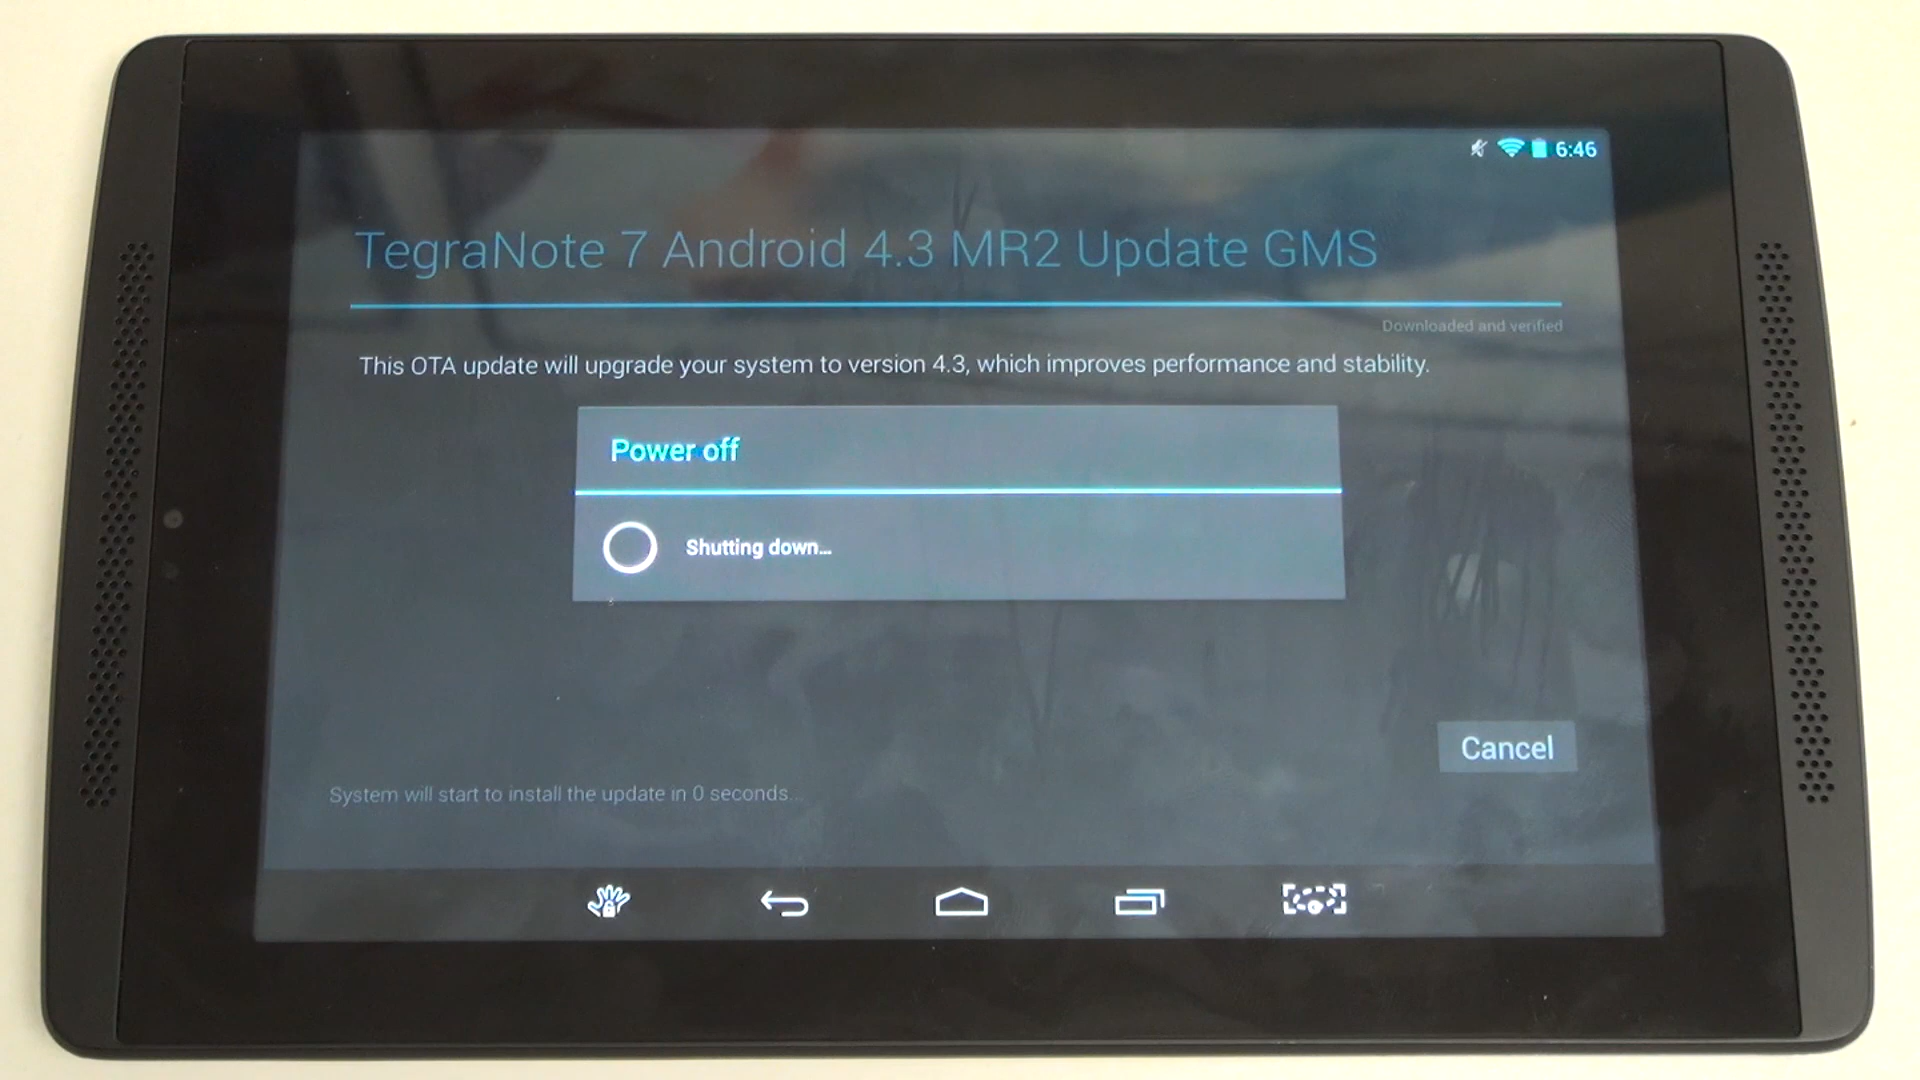 6:46
TegraNote 7 Android 4.3 MR2 Update GMS
Downloaded and verified
This OTA update will upgrade your system to version 4.3, which improves performance and stability.
Power off
Shutting down...
Cancel
System will start to install the update in 0 seconds...